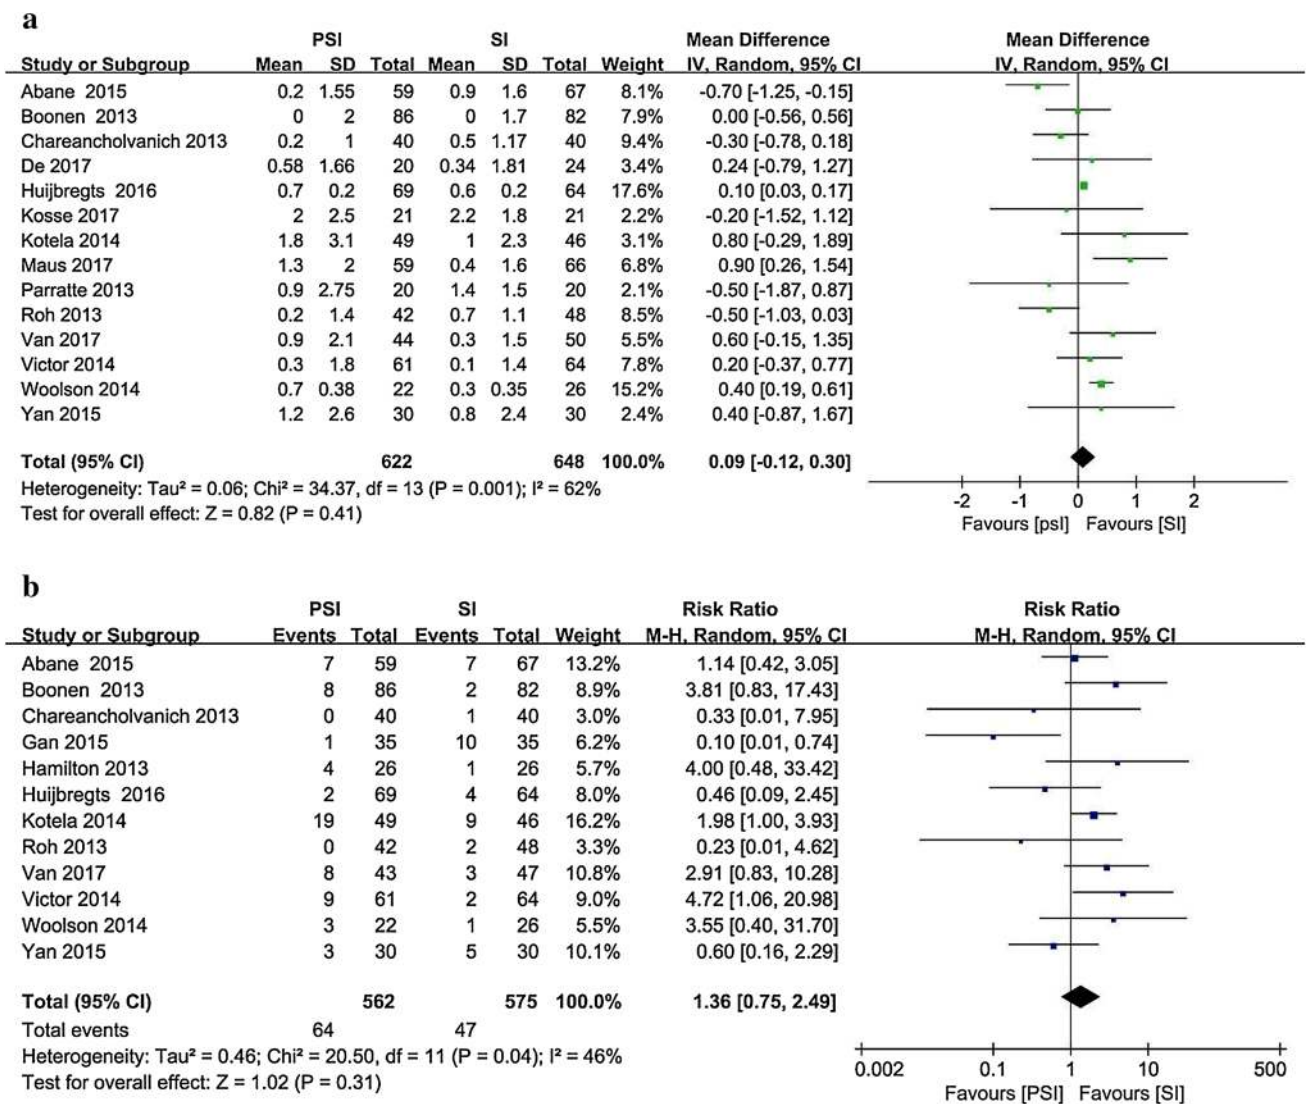 a
PSI SI Mean Difference Mean Difference
Study or Subgroup Mean SD Total Mean SD Total Weight IV, Random, 95% CI IV, Random, 95% CI
Abane 2015 0.2 1.55 59 0.9 1.6 67 8.1% -0.70 [-1.25, -0.15]
Boonen 2013 0 2 86 0 1.7 82 7.9% 0.00 [-0.56, 0.56]
Chareancholvanich 2013 0.2 1 40 0.5 1.17 40 9.4% -0.30 [-0.78, 0.18]
De 2017 0.58 1.66 20 0.34 1.81 24 3.4% 0.24 [-0.79, 1.27]
Huijbregts 2016 0.7 0.2 69 0.6 0.2 64 17.6% 0.10 [0.03, 0.17]
Kosse 2017 2 2.5 21 2.2 1.8 21 2.2% -0.20 [-1.52, 1.12]
Kotela 2014 1.8 3.1 49 1 2.3 46 3.1% 0.80 [-0.29, 1.89]
Maus 2017 1.3 2 59 0.4 1.6 66 6.8% 0.90 [0.26, 1.54]
Parratte 2013 0.9 2.75 20 1.4 1.5 20 2.1% -0.50 [-1.87, 0.87]
Roh 2013 0.2 1.4 42 0.7 1.1 48 8.5% -0.50 [-1.03, 0.03]
Van 2017 0.9 2.1 44 0.3 1.5 50 5.5% 0.60 [-0.15, 1.35]
Victor 2014 0.3 1.8 61 0.1 1.4 64 7.8% 0.20 [-0.37, 0.77]
Woolson 2014 0.7 0.38 22 0.3 0.35 26 15.2% 0.40 [0.19, 0.61]
Yan 2015 1.2 2.6 30 0.8 2.4 30 2.4% 0.40 [-0.87, 1.67]
Total (95% CI) 622 648 100.0% 0.09 [-0.12, 0.30]
Heterogeneity: Tau² = 0.06; Chi² = 34.37, df = 13 (P = 0.001); I² = 62%
Test for overall effect: Z = 0.82 (P = 0.41)
-2 -1 0 1 2
Favours [psI] Favours [SI]
b
PSI SI Risk Ratio Risk Ratio
Study or Subgroup Events Total Events Total Weight M-H, Random, 95% CI M-H, Random, 95% CI
Abane 2015 7 59 7 67 13.2% 1.14 [0.42, 3.05]
Boonen 2013 8 86 2 82 8.9% 3.81 [0.83, 17.43]
Chareancholvanich 2013 0 40 1 40 3.0% 0.33 [0.01, 7.95]
Gan 2015 1 35 10 35 6.2% 0.10 [0.01, 0.74]
Hamilton 2013 4 26 1 26 5.7% 4.00 [0.48, 33.42]
Huijbregts 2016 2 69 4 64 8.0% 0.46 [0.09, 2.45]
Kotela 2014 19 49 9 46 16.2% 1.98 [1.00, 3.93]
Roh 2013 0 42 2 48 3.3% 0.23 [0.01, 4.62]
Van 2017 8 43 3 47 10.8% 2.91 [0.83, 10.28]
Victor 2014 9 61 2 64 9.0% 4.72 [1.06, 20.98]
Woolson 2014 3 22 1 26 5.5% 3.55 [0.40, 31.70]
Yan 2015 3 30 5 30 10.1% 0.60 [0.16, 2.29]
Total (95% CI) 562 575 100.0% 1.36 [0.75, 2.49]
Total events 64 47
Heterogeneity: Tau² = 0.46; Chi² = 20.50, df = 11 (P = 0.04); I² = 46%
Test for overall effect: Z = 1.02 (P = 0.31)
0.002 0.1 1 10 500
Favours [PSI] Favours [SI]